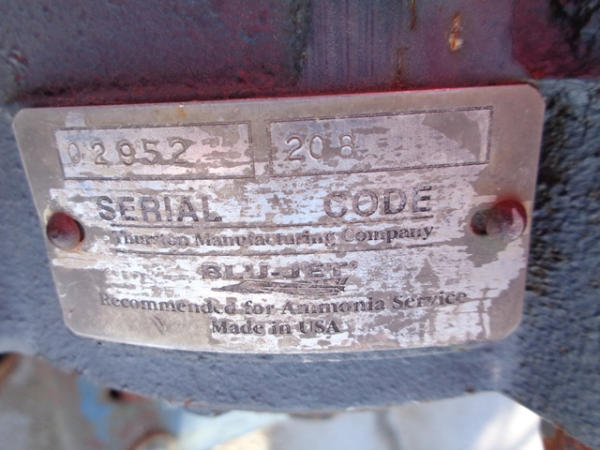 02952 208
SERIAL CODE
Thurston Manufacturing Company
BLU-JET
Recommended for Ammonia Service
Made in USA